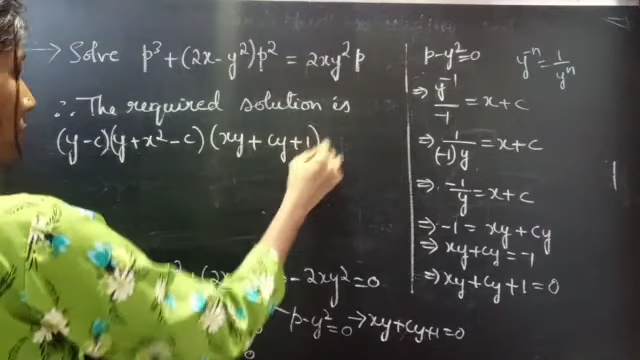 → Solve p³ + (2x - y²)p² = 2xy²p
∴ The required solution is
(y-c)(y+x²-c)(xy+cy+1)
- 2xy² = 0
p - y² = 0 → xy + cy + 1 = 0
p - y² = 0
y⁻ⁿ = 1/yⁿ
⇒ y⁻¹/-1 = x + c
⇒ 1/(-1)y = x + c
⇒ -1/y = x + c
⇒ -1 = xy + cy
⇒ xy + cy = -1
⇒ xy + cy + 1 = 0